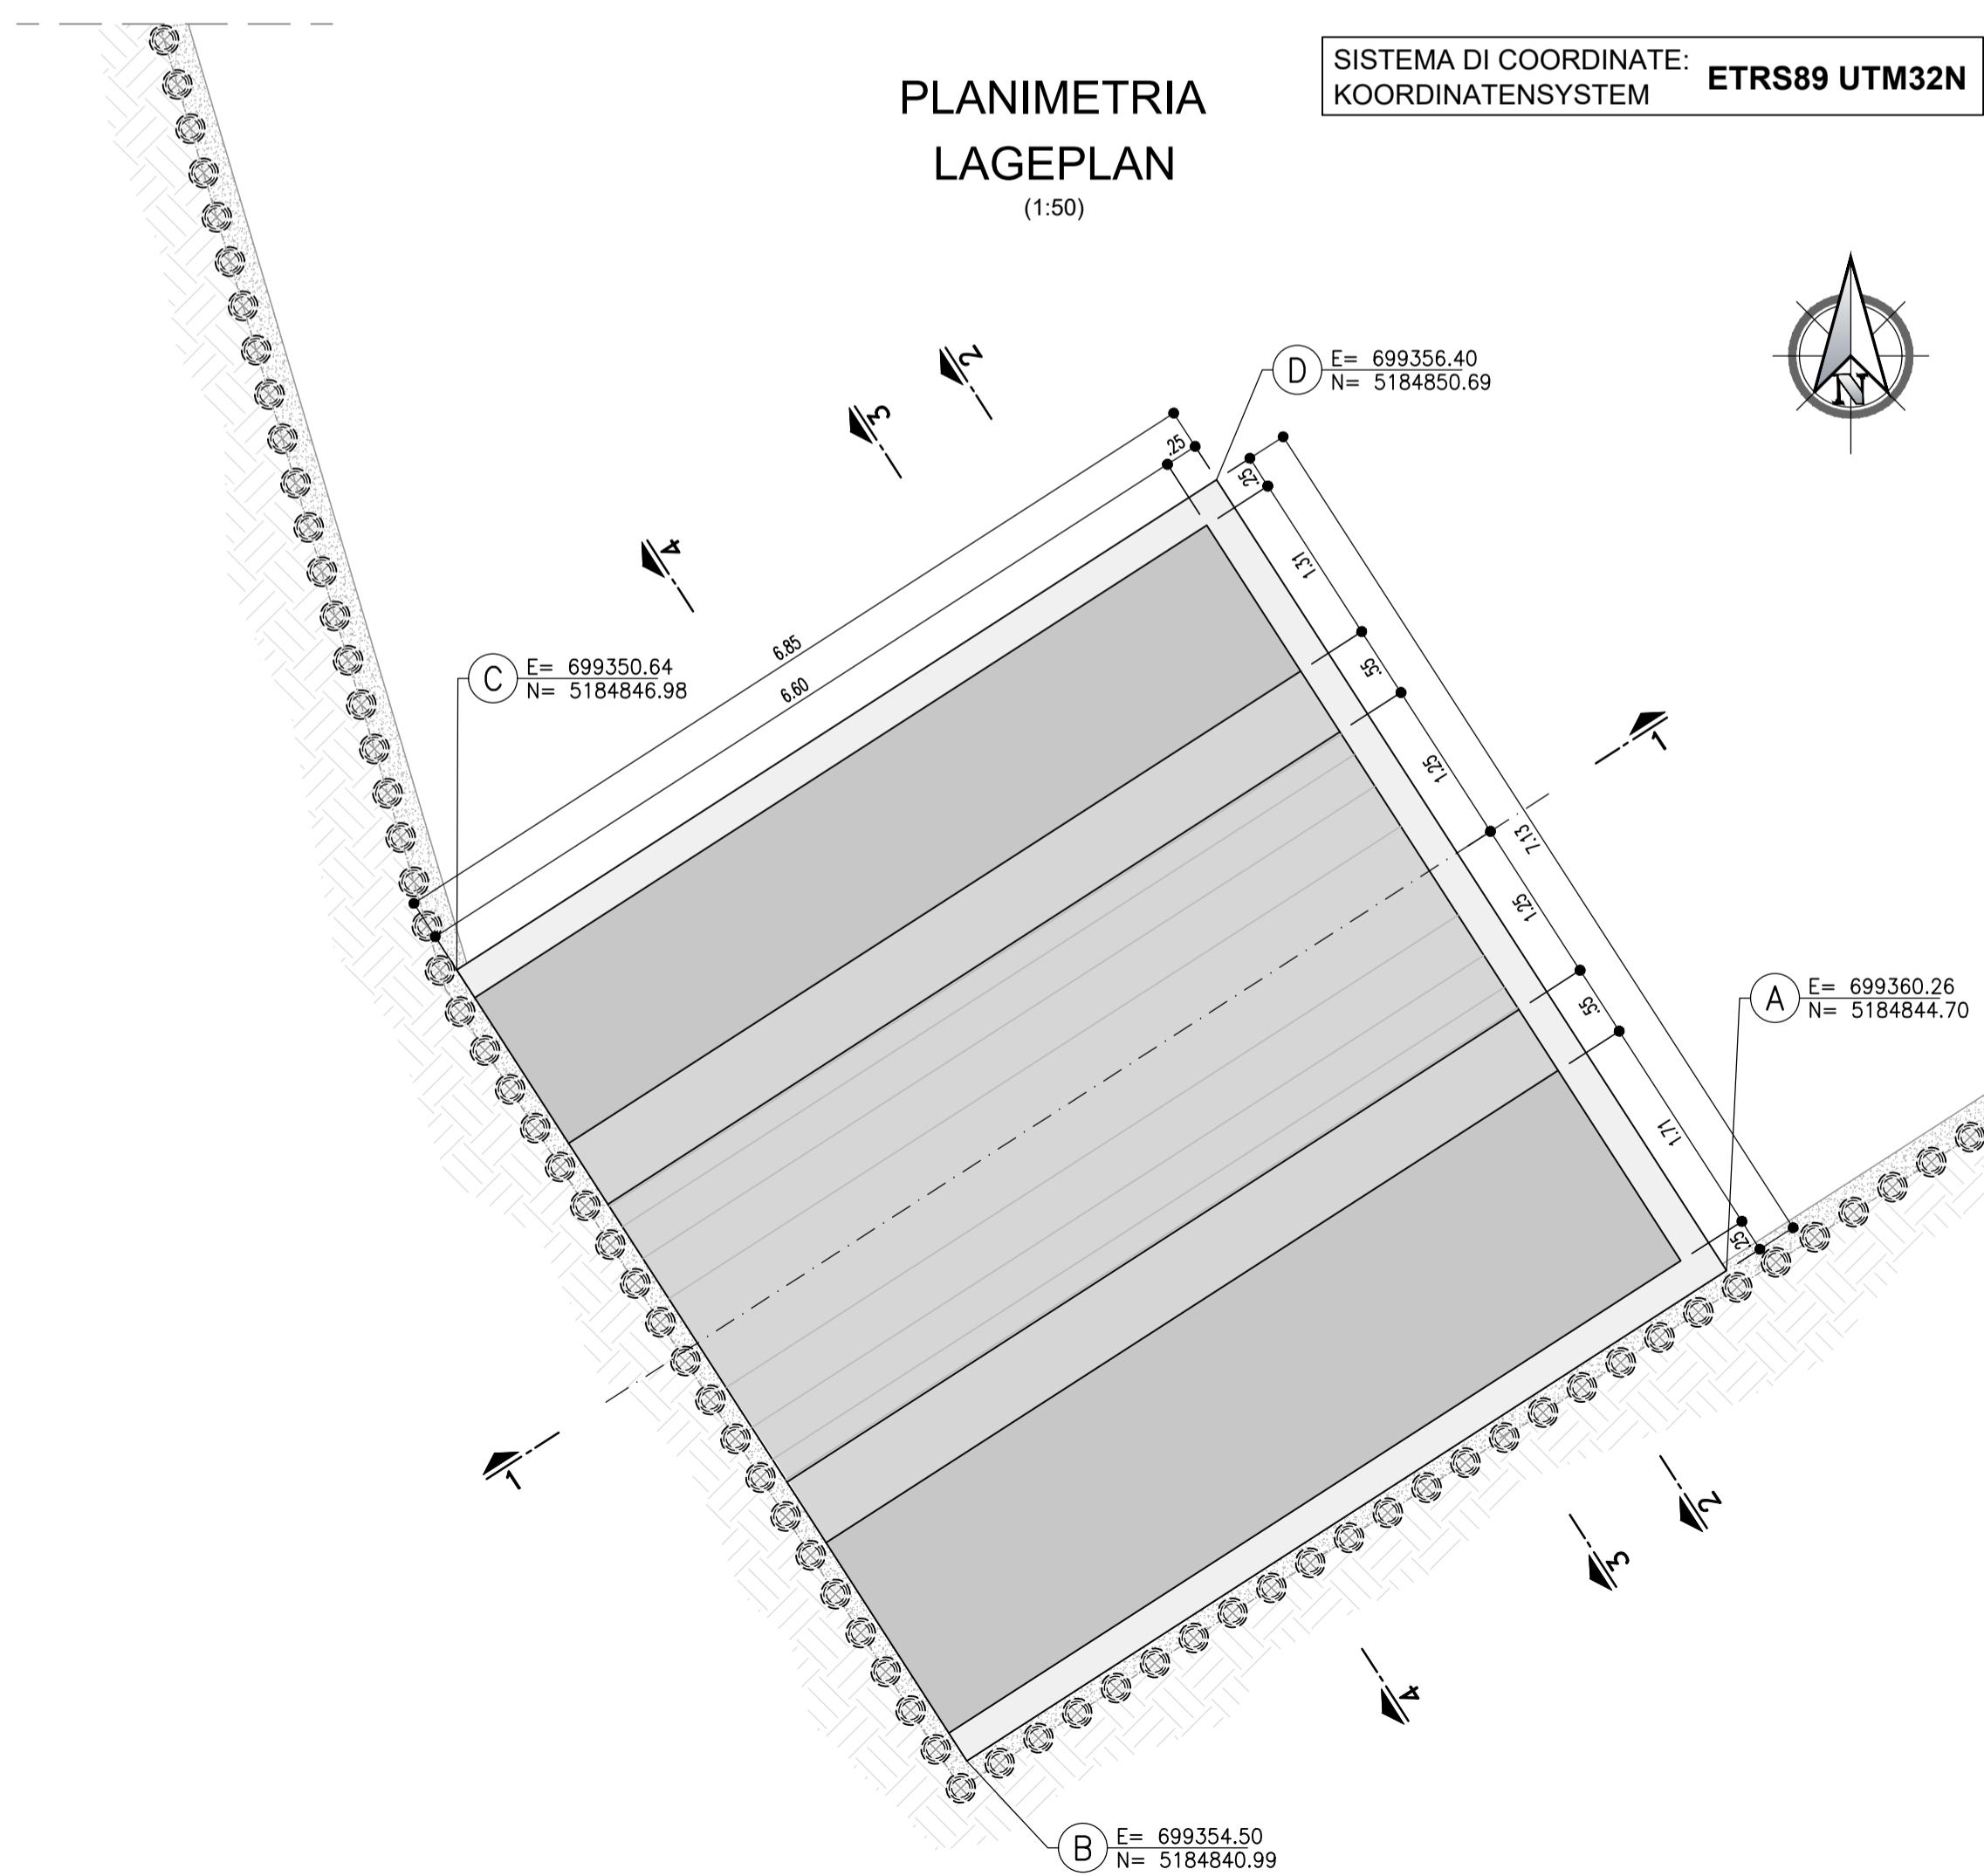 SISTEMA DI COORDINATE:
KOORDINATENSYSTEM
ETRS89 UTM32N
PLANIMETRIA
LAGEPLAN
(1:50)
N
2
3
4
D
E= 699356.40
N= 5184850.69
.25
.25
1.31
6.85
6.60
C
E= 699350.64
N= 5184846.98
.55
1.25
1
7.13
1.25
A
E= 699360.26
N= 5184844.70
.55
1.71
.25
1
2
3
4
B
E= 699354.50
N= 5184840.99